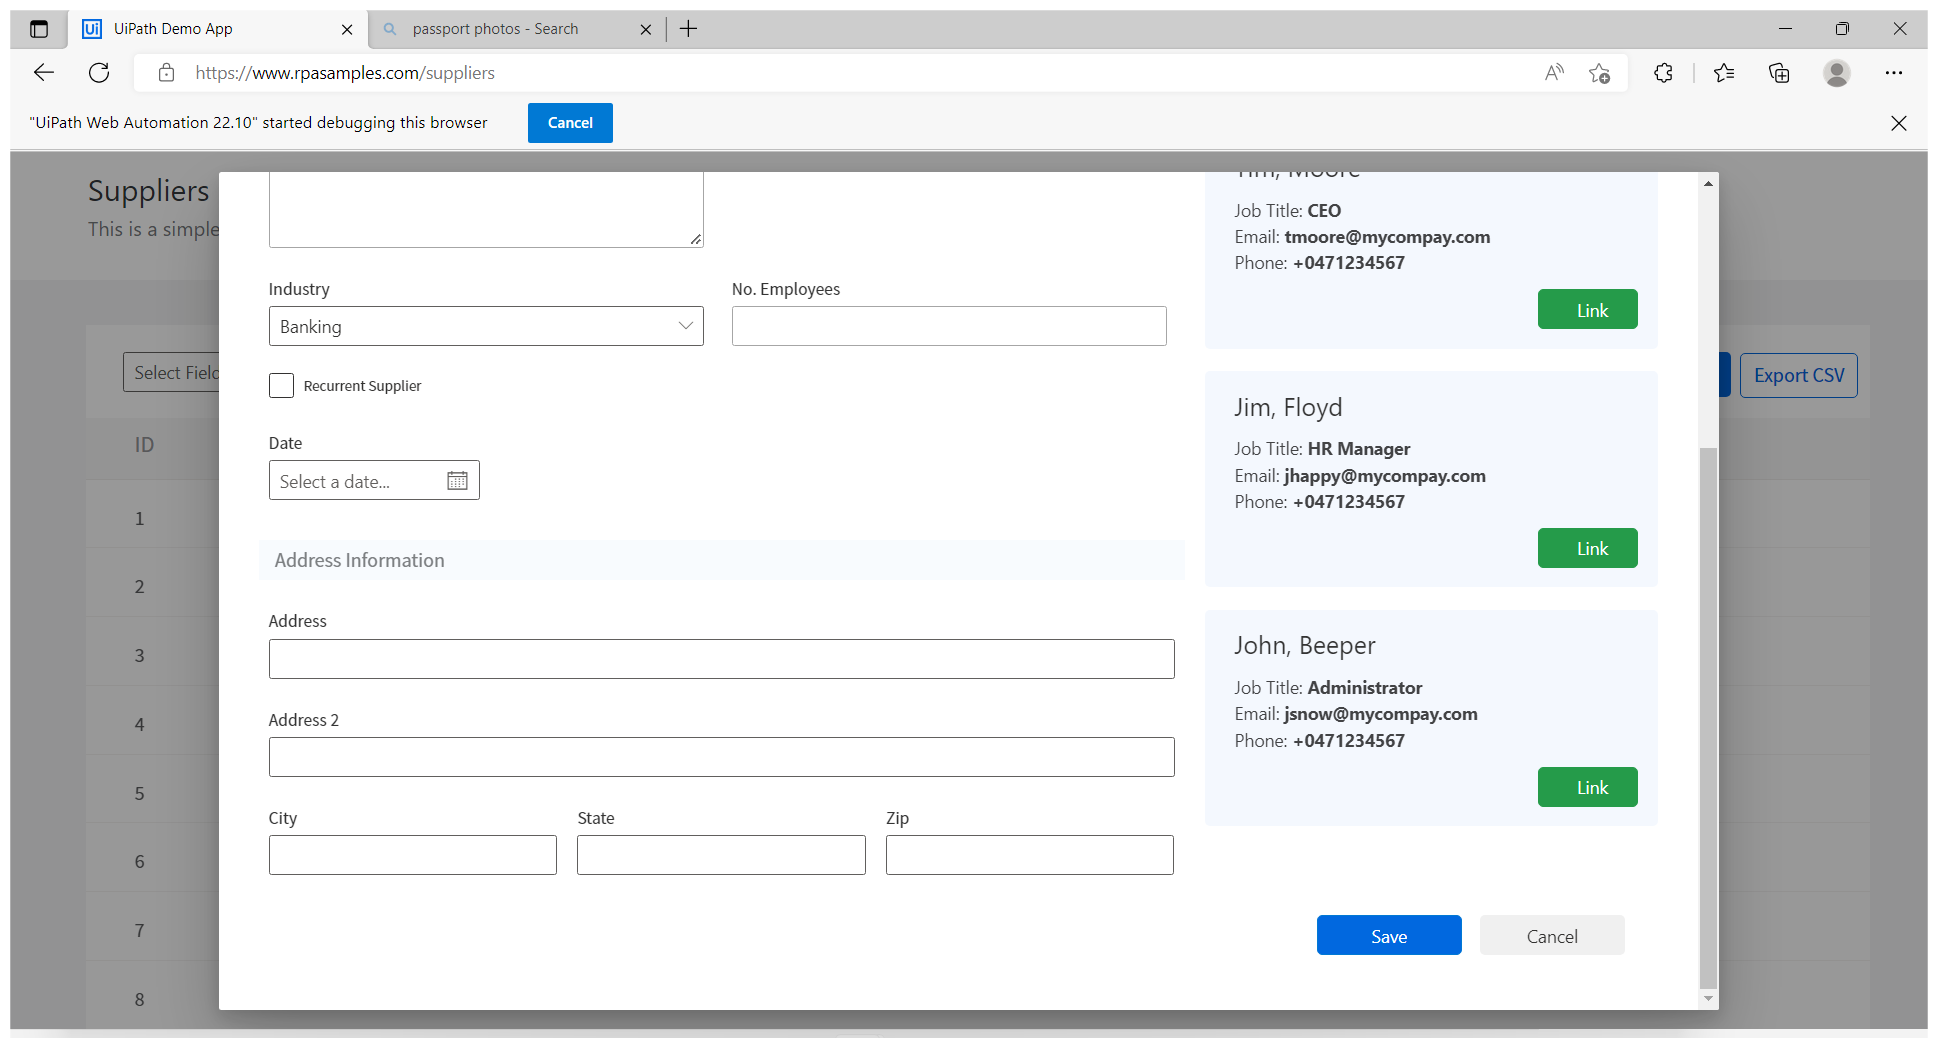 UiPath Demo App
passport photos - Search
https://www.rpasamples.com/suppliers
"UiPath Web Automation 22.10" started debugging this browser
Cancel
Suppliers
This is a simple
Select Field
Export CSV
ID
1
2
3
4
5
6
7
8
Industry
Banking
No. Employees
Recurrent Supplier
Date
Select a date...
Address Information
Address
Address 2
City
State
Zip
Tim, Moore
Job Title: CEO
Email: tmoore@mycompay.com
Phone: +0471234567
Link
Jim, Floyd
Job Title: HR Manager
Email: jhappy@mycompay.com
Phone: +0471234567
Link
John, Beeper
Job Title: Administrator
Email: jsnow@mycompay.com
Phone: +0471234567
Link
Save
Cancel